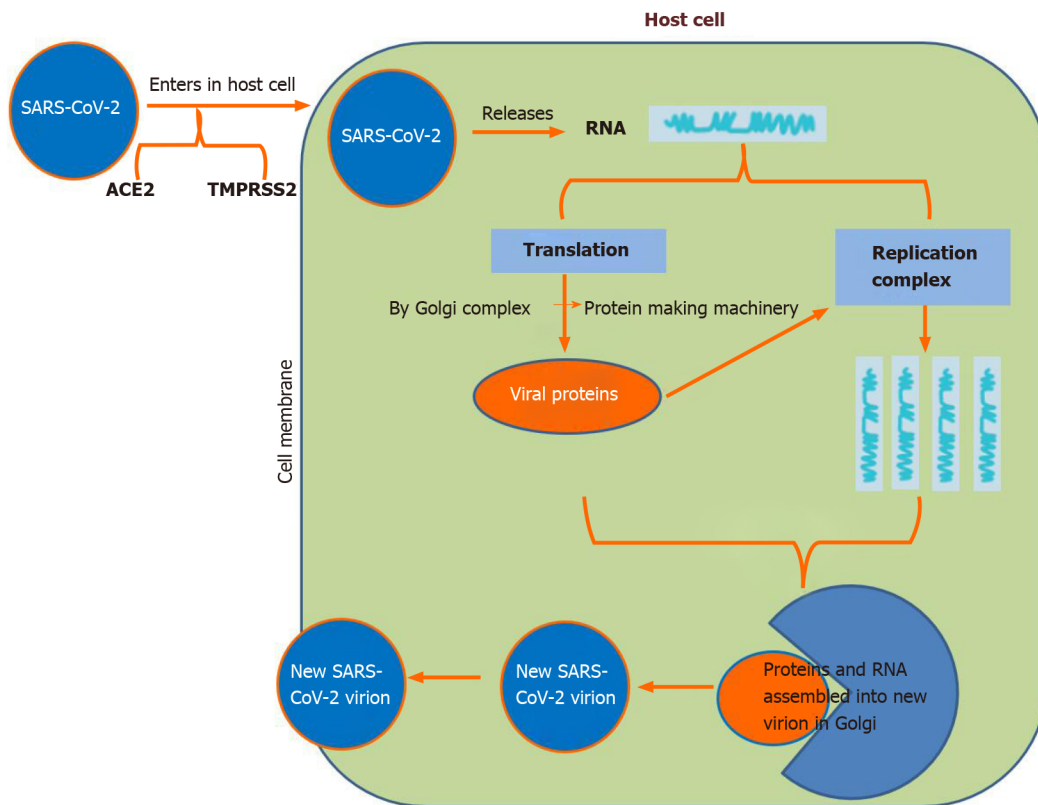 Host cell
Enters in host cell
SARS-CoV-2
ACE2
TMPRSS2
SARS-CoV-2
Releases
RNA
Translation
Replication
complex
By Golgi complex
Protein making machinery
Viral proteins
Cell membrane
New SARS-
CoV-2 virion
New SARS-
CoV-2 virion
Proteins and RNA
assembled into new
virion in Golgi